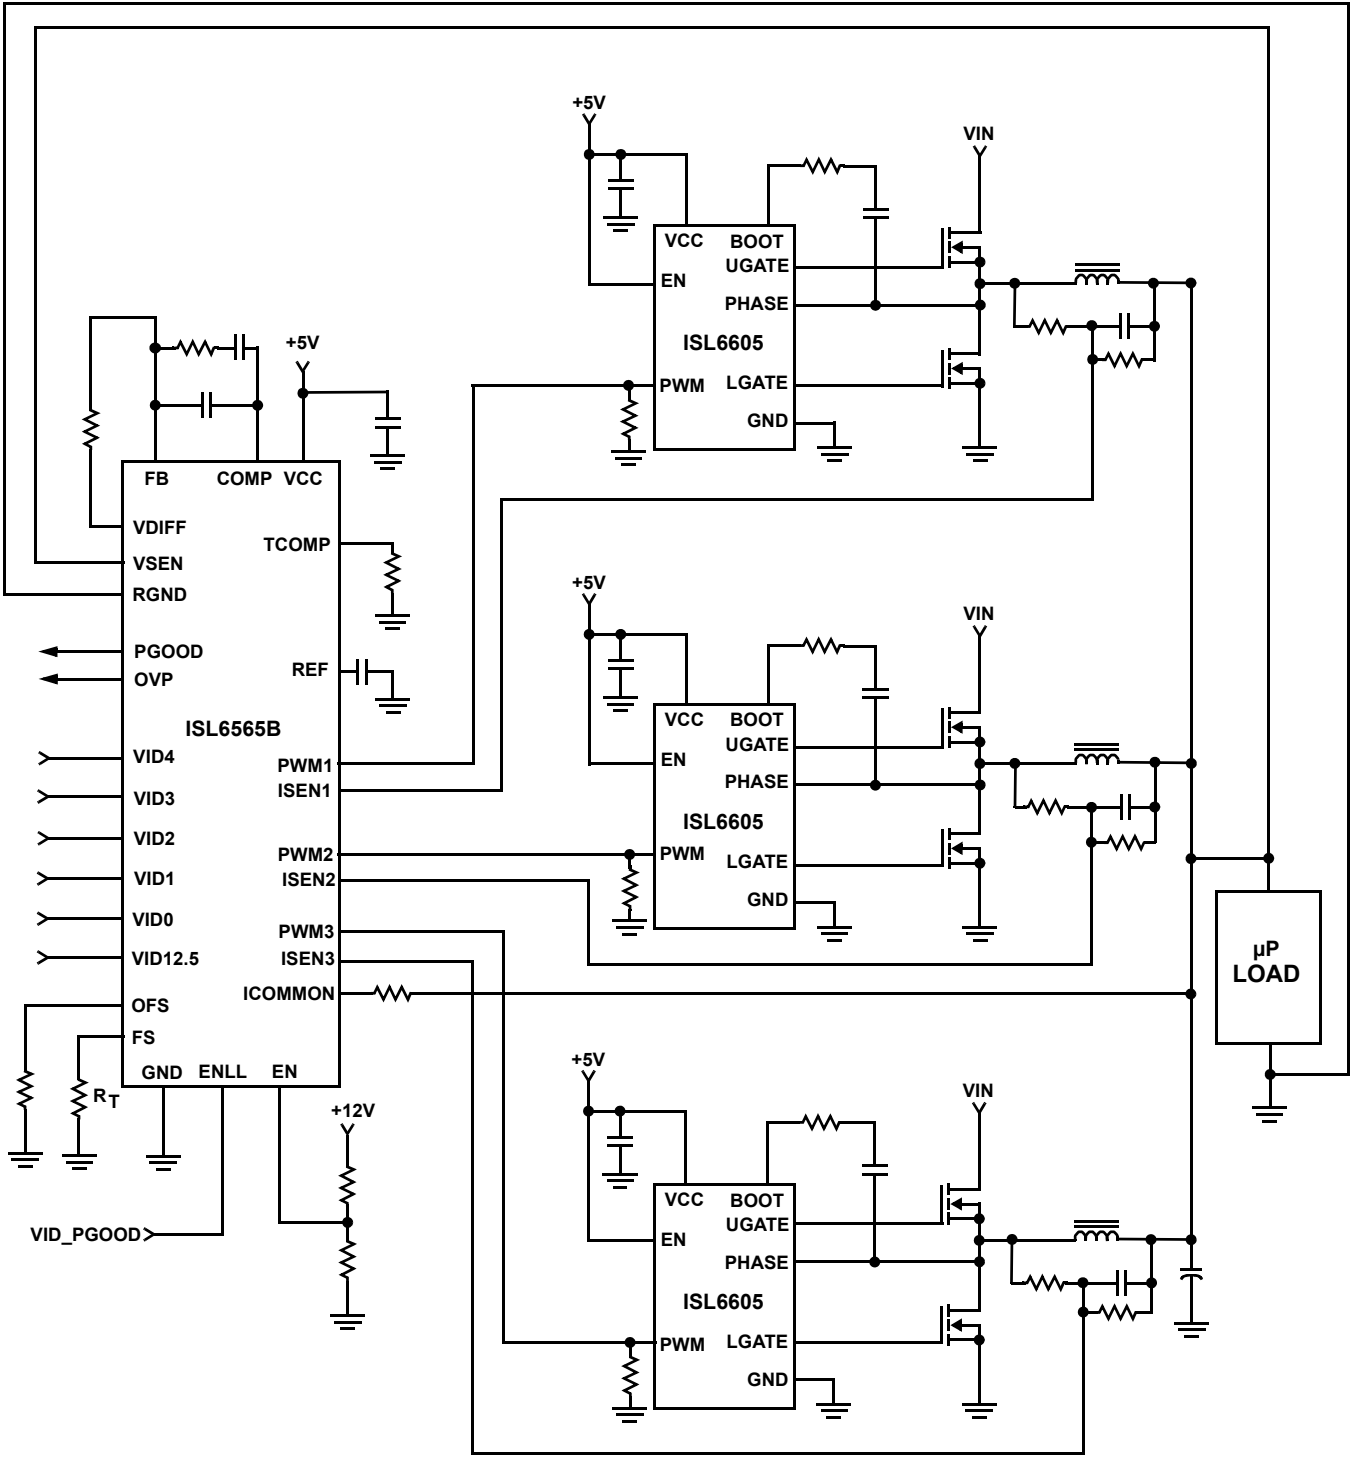 +5V
VIN
VCC
BOOT
UGATE
EN
PHASE
ISL6605
PWM
LGATE
GND
+5V
FB
COMP
VCC
VDIFF
TCOMP
VSEN
RGND
PGOOD
REF
OVP
ISL6565B
VID4
PWM1
VID3
ISEN1
VID2
PWM2
VID1
ISEN2
VID0
PWM3
VID12.5
ISEN3
ICOMMON
OFS
FS
GND
ENLL
EN
RT
+12V
VID_PGOOD
+5V
VIN
VCC
BOOT
UGATE
EN
PHASE
ISL6605
PWM
LGATE
GND
µP
LOAD
+5V
VIN
VCC
BOOT
UGATE
EN
PHASE
ISL6605
PWM
LGATE
GND